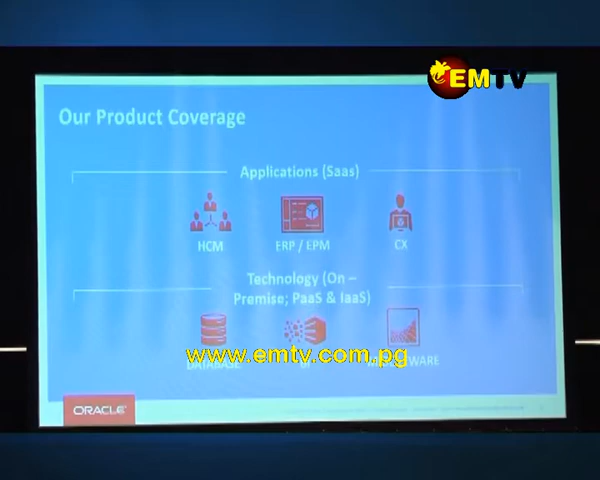 EMTV
Our Product Coverage
Applications (Saas)
HCM
ERP / EPM
CX
Technology (On –
Premise; PaaS & IaaS)
www.emtv.com.pg
DATABASE
ORACLE